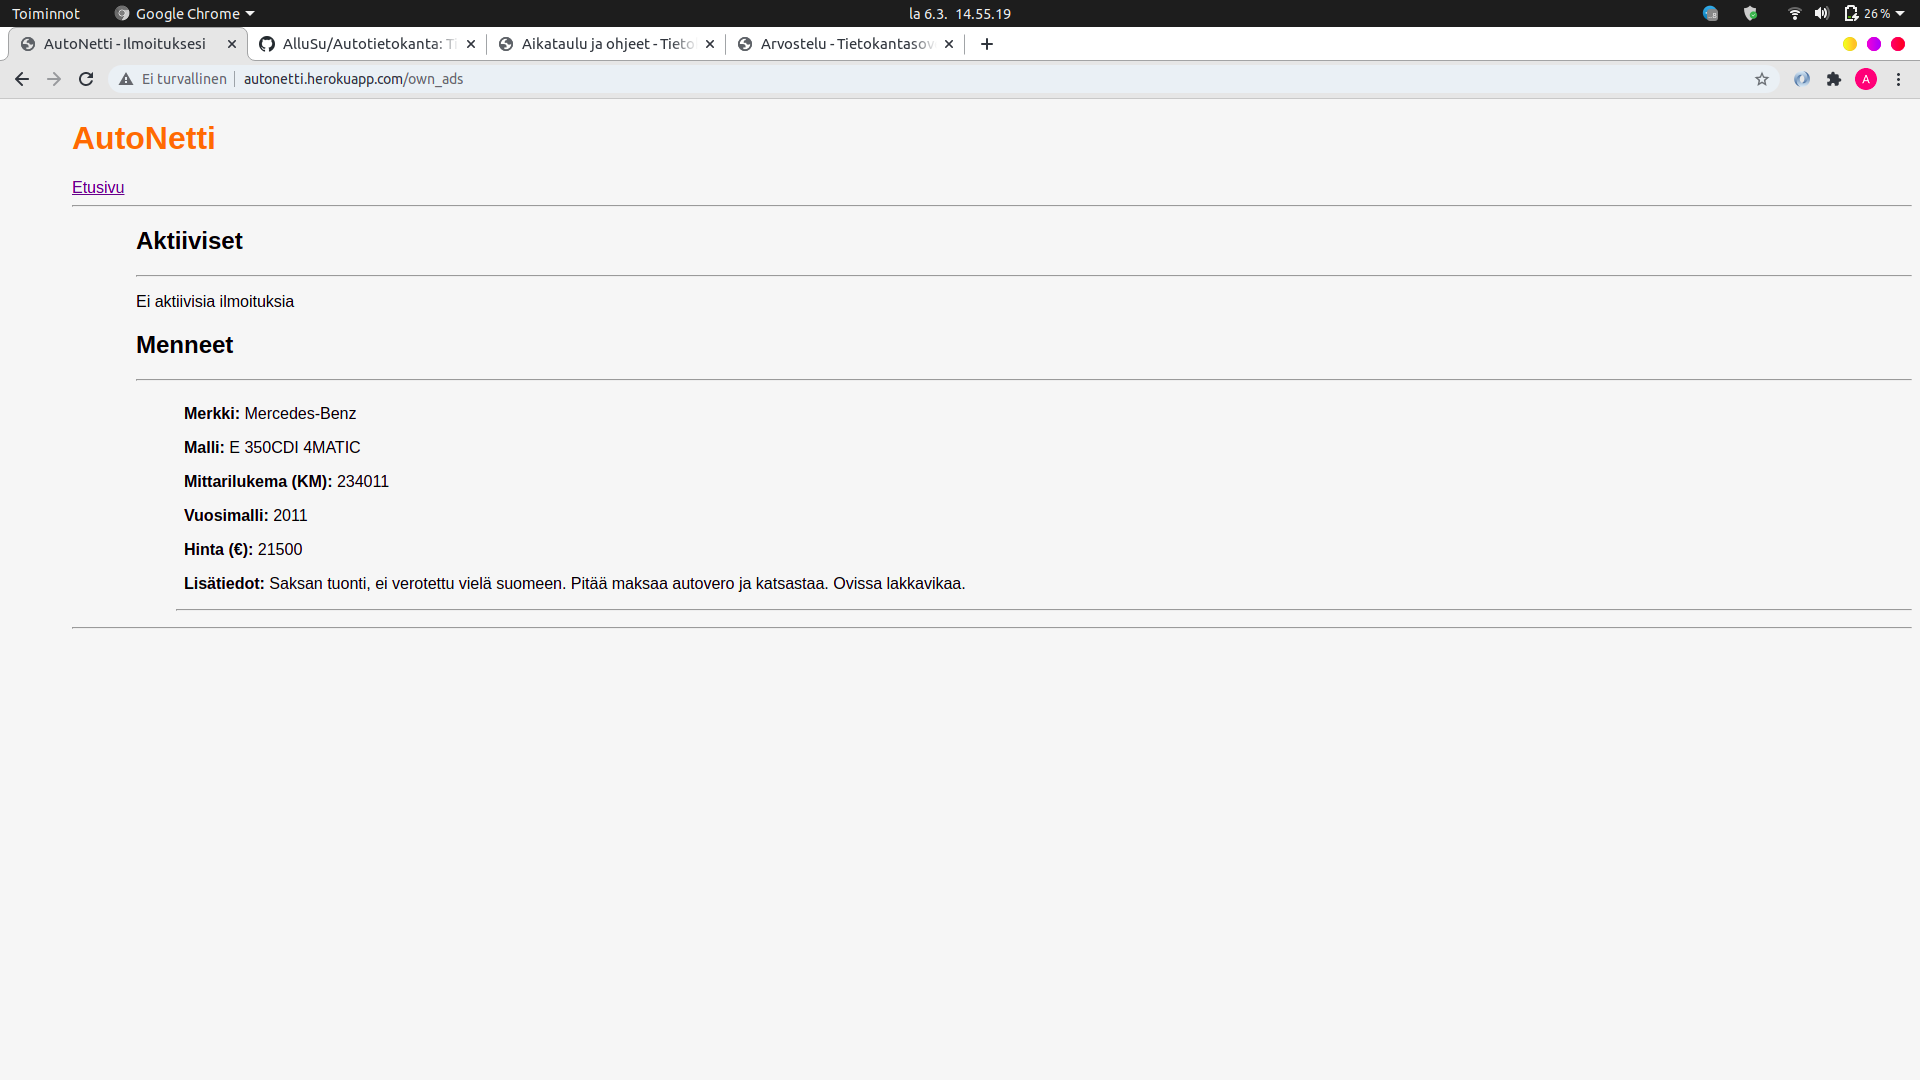 Toiminnot
Google Chrome
la 6.3. 14.55.19
26 %
AutoNetti - Ilmoituksesi
AlluSu/Autotietokanta:
Aikataulu ja ohjeet -
Arvostelu -
Ei turvallinen
autonetti.herokuapp.com/own_ads
A
AutoNetti
Etusivu
Aktiiviset
Ei aktiivisia ilmoituksia
Menneet
Merkki: Mercedes-Benz
Malli: E 350CDI 4MATIC
Mittarilukema (KM): 234011
Vuosimalli: 2011
Hinta (€): 21500
Lisätiedot: Saksan tuonti, ei verotettu vielä suomeen. Pitää maksaa autovero ja katsastaa. Ovissa lakkavikaa.